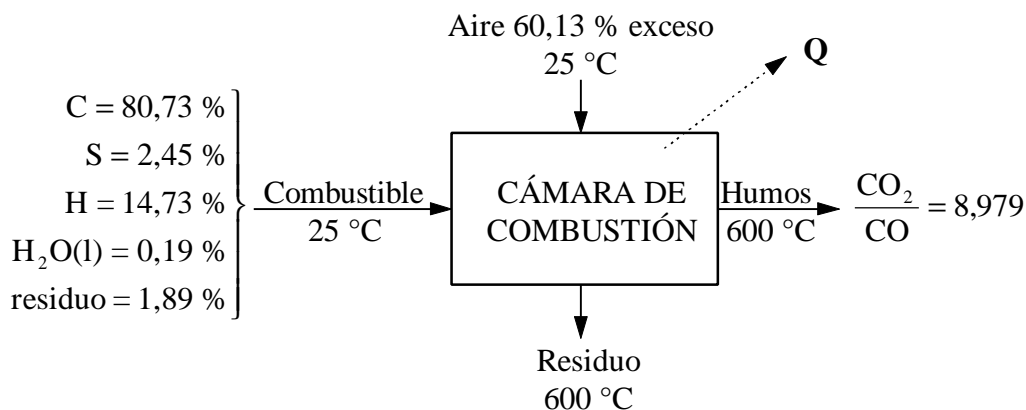 Aire 60,13 % exceso
25 °C
Q
C = 80,73 %
S = 2,45 %
H = 14,73 %
H₂O(l) = 0,19 %
residuo = 1,89 %
Combustible
25 °C
CÁMARA DE
COMBUSTIÓN
Humos
600 °C
CO₂/CO = 8,979
Residuo
600 °C